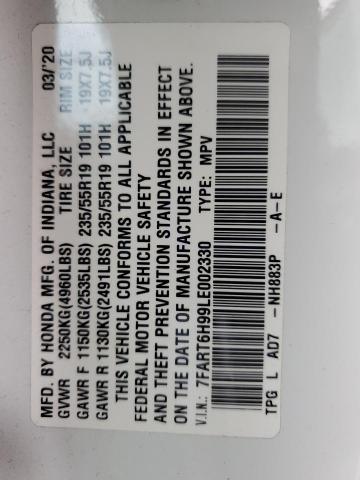 MFD. BY HONDA MFG. OF INDIANA, LLC 03/'20
GVWR 2250KG(4960LBS) TIRE SIZE RIM SIZE
GAWR F 1150KG(2535LBS) 235/55R19 101H 19X7.5J
GAWR R 1130KG(2491LBS) 235/55R19 101H 19X7.5J
THIS VEHICLE CONFORMS TO ALL APPLICABLE
FEDERAL MOTOR VEHICLE SAFETY
AND THEFT PREVENTION STANDARDS IN EFFECT
ON THE DATE OF MANUFACTURE SHOWN ABOVE.
V.I.N.: 7FART6H99LE002330 TYPE: MPV
TPG L AD7 -NH883P -A-E